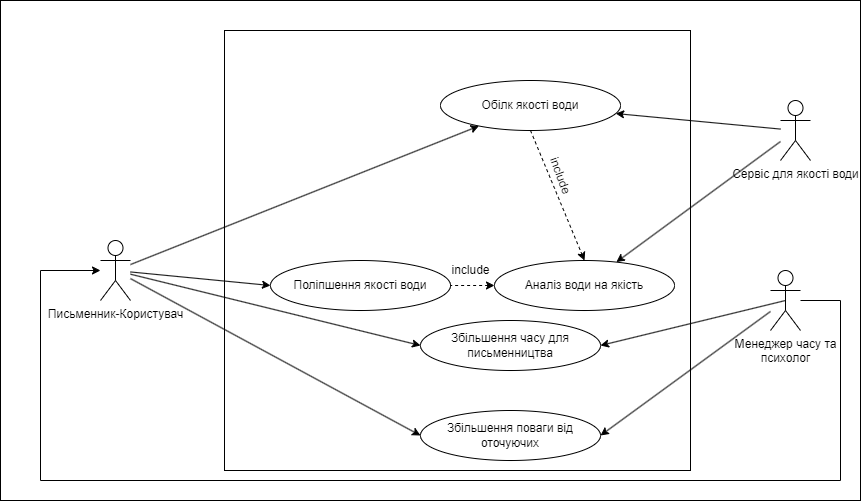 Обілк якості води
include
Сервіс для якості води
include
Поліпшення якості води
Аналіз води на якість
Письменник-Користувач
Збільшення часу для
письменництва
Менеджер часу та
психолог
Збільшення поваги від
оточуючих